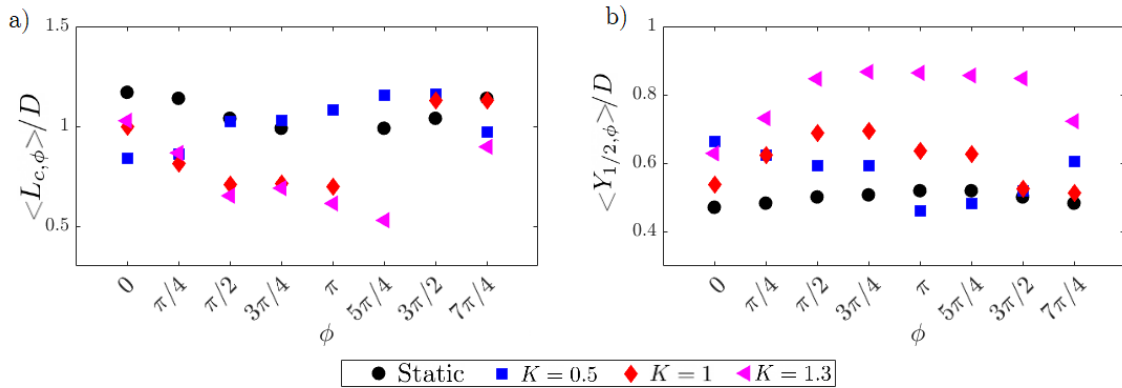 a)
1.5
1
0.5
<L_{c,ϕ}>/D
0
π/4
π/2
3π/4
π
5π/4
3π/2
7π/4
ϕ
b)
1
0.8
0.6
0.4
<Y_{1/2,ϕ}>/D
0
π/4
π/2
3π/4
π
5π/4
3π/2
7π/4
ϕ
Static K = 0.5 K = 1 K = 1.3